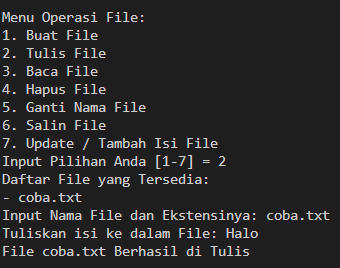 Menu Operasi File:
1. Buat File
2. Tulis File
3. Baca File
4. Hapus File
5. Ganti Nama File
6. Salin File
7. Update / Tambah Isi File
Input Pilihan Anda [1-7] = 2
Daftar File yang Tersedia:
- coba.txt
Input Nama File dan Ekstensinya: coba.txt
Tuliskan isi ke dalam File: Halo
File coba.txt Berhasil di Tulis